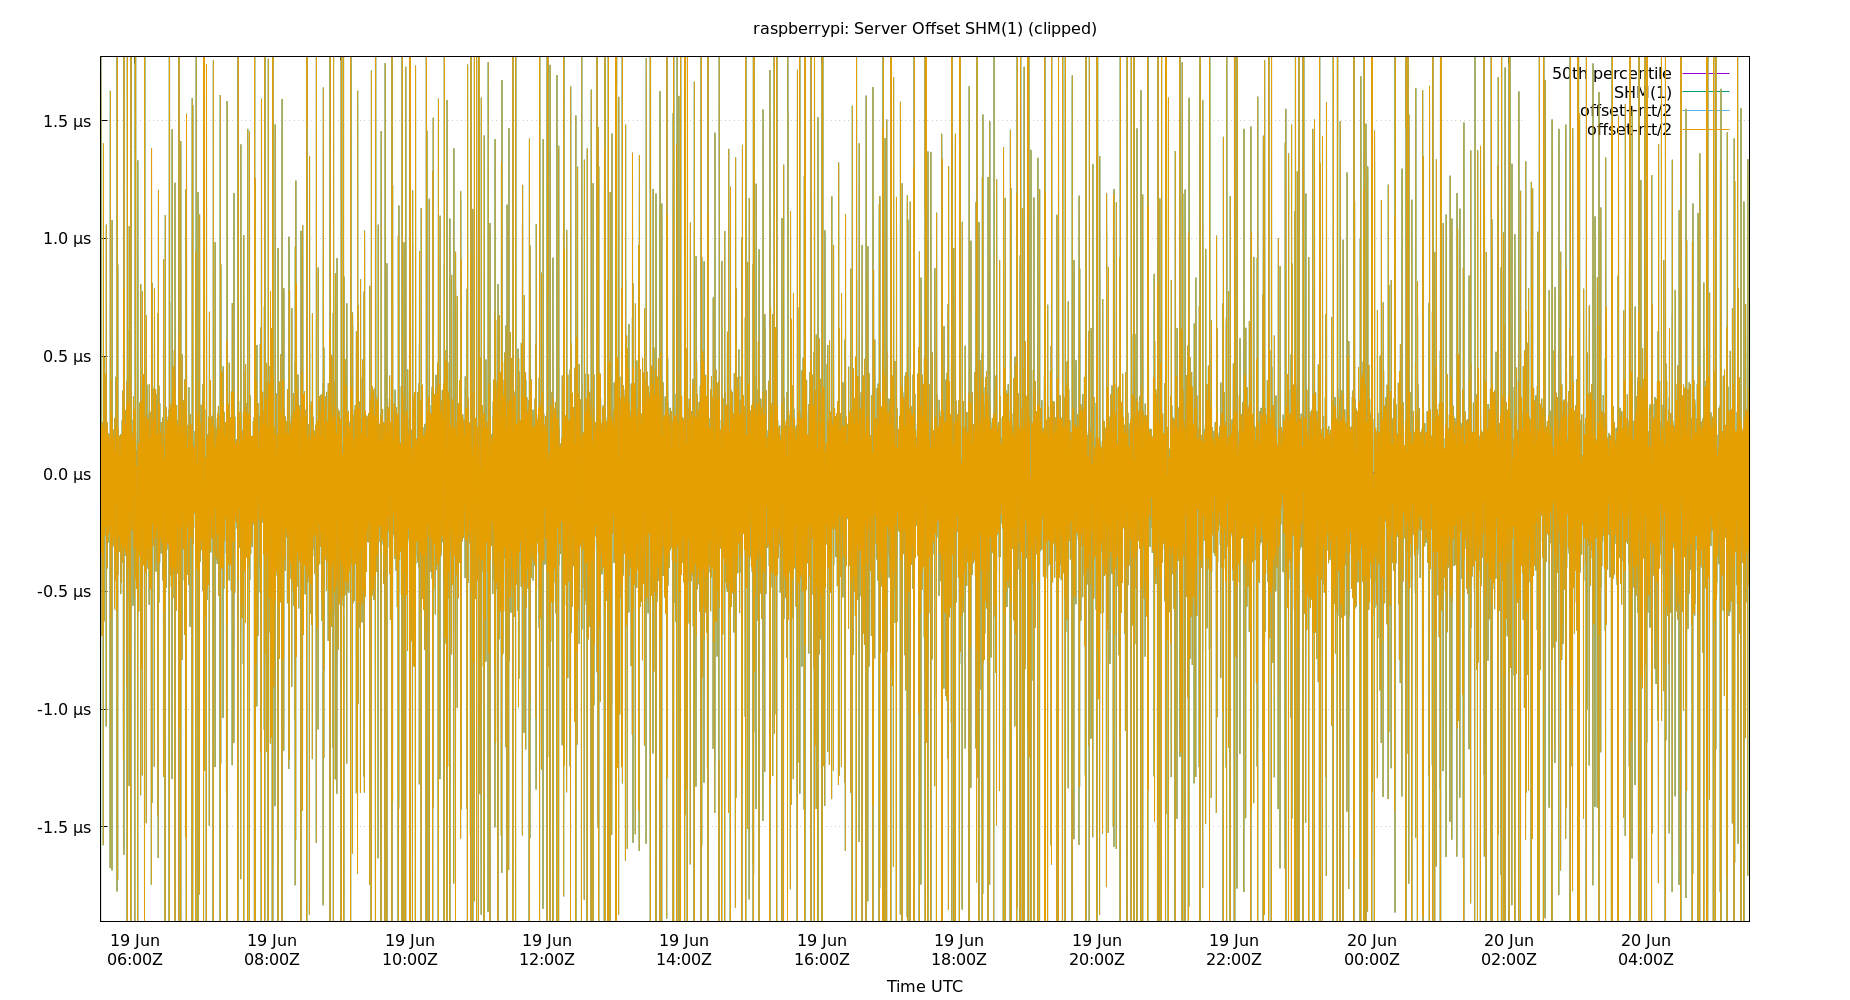 raspberrypi: Server Offset SHM(1) (clipped)
50th percentile
SHM(1)
offset+rtt/2
offset-rtt/2
1.5 µs
1.0 µs
0.5 µs
0.0 µs
-0.5 µs
-1.0 µs
-1.5 µs
19 Jun 19 Jun 19 Jun 19 Jun 19 Jun 19 Jun 19 Jun 19 Jun 19 Jun 20 Jun 20 Jun 20 Jun
06:00Z 08:00Z 10:00Z 12:00Z 14:00Z 16:00Z 18:00Z 20:00Z 22:00Z 00:00Z 02:00Z 04:00Z
Time UTC